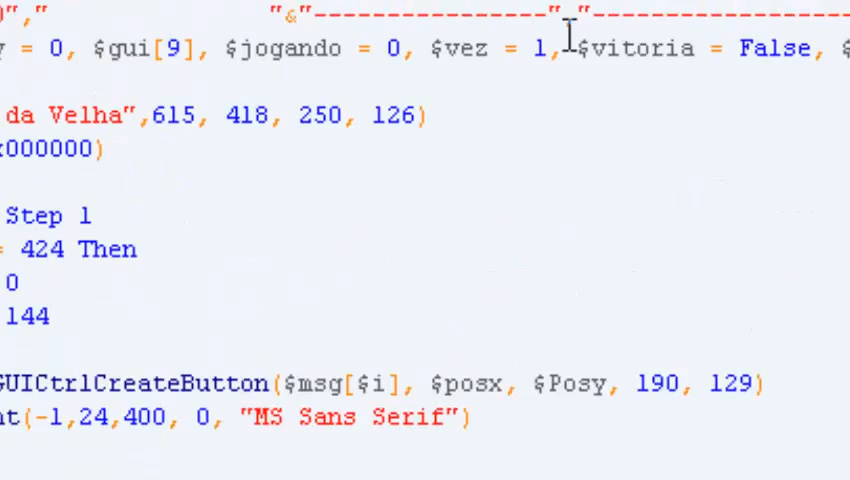 ","                "&"----------------","------------------
= 0, $gui[9], $jogando = 0, $vez = 1, $vitoria = False,
da Velha",615, 418, 250, 126)
x000000)
Step 1
= 424 Then
0
144
GUICtrlCreateButton($msg[$i], $posx, $Posy, 190, 129)
nt(-1,24,400, 0, "MS Sans Serif")